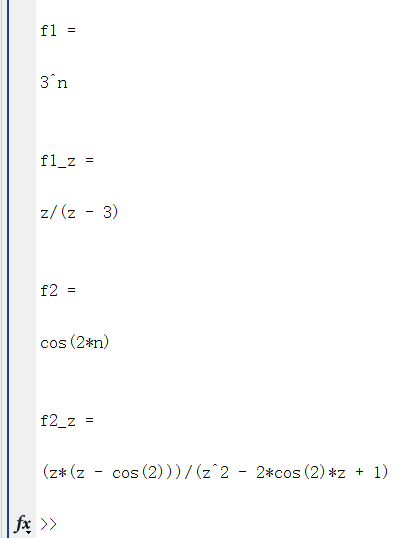 f1 =
3^n
f1_z =
z/(z - 3)
f2 =
cos(2*n)
f2_z =
(z*(z - cos(2)))/(z^2 - 2*cos(2)*z + 1)
fx >>